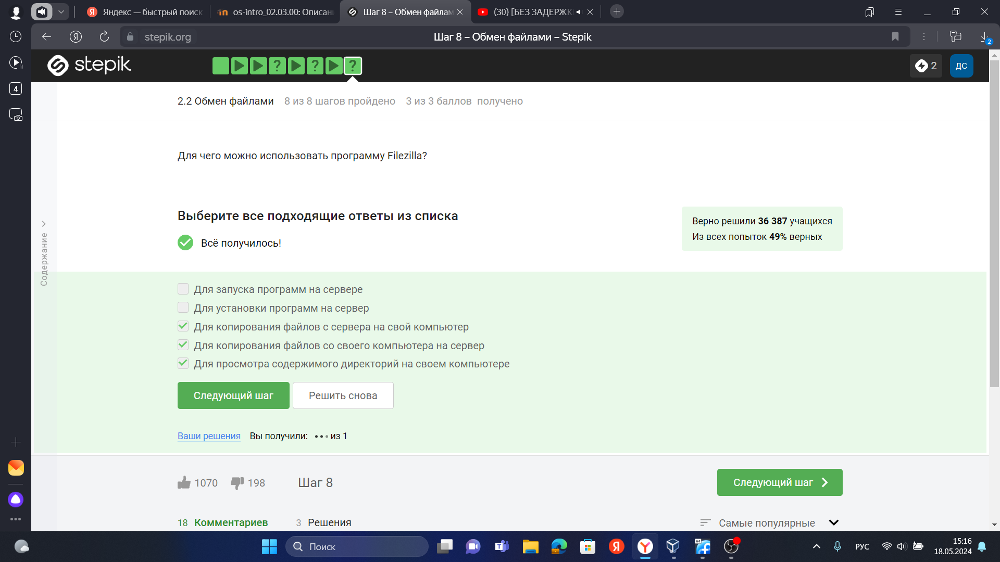 Яндекс — быстрый поиск
os-intro_02.03.00: Описани
Шаг 8 – Обмен файлам
(30) [БЕЗ ЗАДЕРЖК
stepik.org
Шаг 8 – Обмен файлами – Stepik
2
4
stepik
2
ДС
2.2 Обмен файлами 8 из 8 шагов пройдено 3 из 3 баллов получено
Для чего можно использовать программу Filezilla?
Выберите все подходящие ответы из списка
Всё получилось!
Верно решили 36 387 учащихся
Из всех попыток 49% верных
Содержание
Для запуска программ на сервере
Для установки программ на сервер
Для копирования файлов с сервера на свой компьютер
Для копирования файлов со своего компьютера на сервер
Для просмотра содержимого директорий на своем компьютере
Следующий шаг
Решить снова
Ваши решения Вы получили: ••• из 1
1070
198
Шаг 8
Следующий шаг
18 Комментариев
3 Решения
Самые популярные
Поиск
64
РУС
15:16
18.05.2024